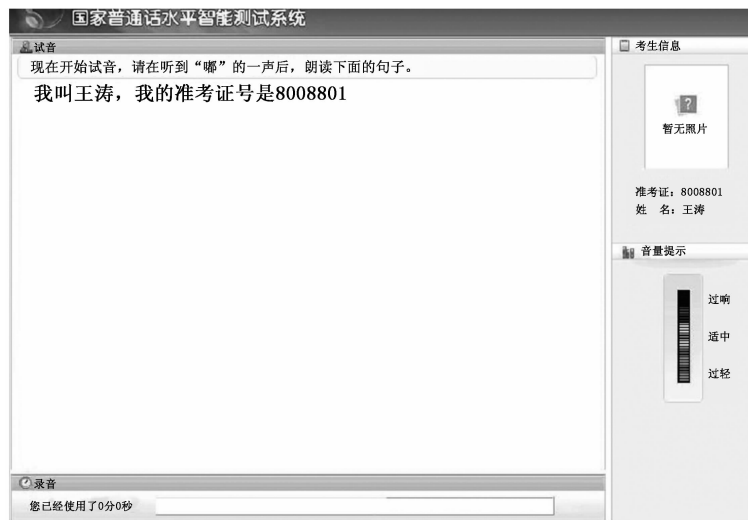 国家普通话水平智能测试系统
试音
现在开始试音，请在听到“嘟”的一声后，朗读下面的句子。
我叫王涛，我的准考证号是8008801
考生信息
?
暂无照片
准考证：8008801
姓 名：王涛
音量提示
过响
适中
过轻
录音
您已经使用了0分0秒